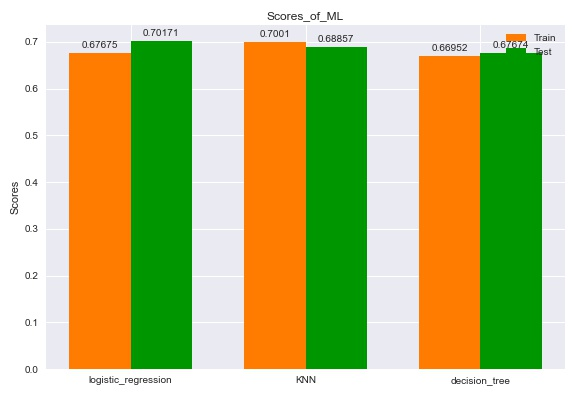 Scores_of_ML
Train
Test
0.67675
0.70171
0.7001
0.68857
0.66952
0.67674
Scores
0.7
0.6
0.5
0.4
0.3
0.2
0.1
0.0
logistic_regression
KNN
decision_tree